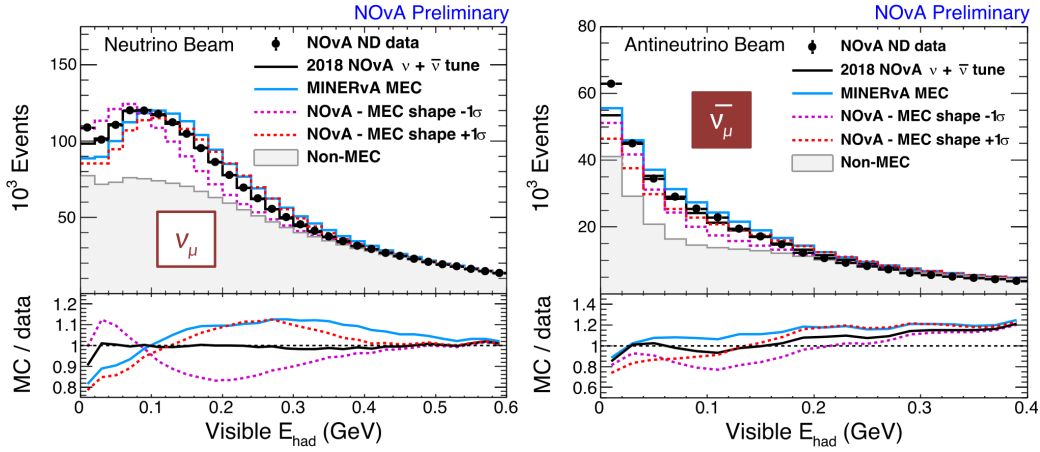 NOvA Preliminary
Neutrino Beam
NOvA ND data
2018 NOvA ν + ν̅ tune
MINERvA MEC
NOvA - MEC shape -1σ
NOvA - MEC shape +1σ
Non-MEC
10³ Events
150
100
50
ν_μ
MC / data
1.2
1.1
1
0.9
0.8
0.0 0.1 0.2 0.3 0.4 0.5 0.6
Visible E_had (GeV)
NOvA Preliminary
Antineutrino Beam
NOvA ND data
2018 NOvA ν + ν̅ tune
MINERvA MEC
NOvA - MEC shape -1σ
NOvA - MEC shape +1σ
Non-MEC
10³ Events
80
60
40
20
ν̅_μ
MC / data
1.4
1.2
1
0.8
0.6
0.0 0.1 0.2 0.3 0.4
Visible E_had (GeV)